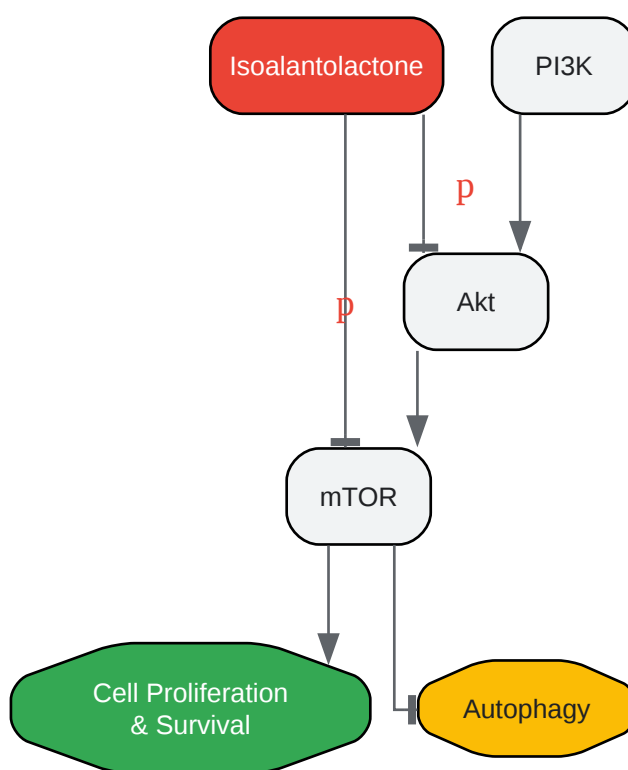 Isoalantolactone
PI3K
p
Akt
p
mTOR
Cell Proliferation
& Survival
Autophagy